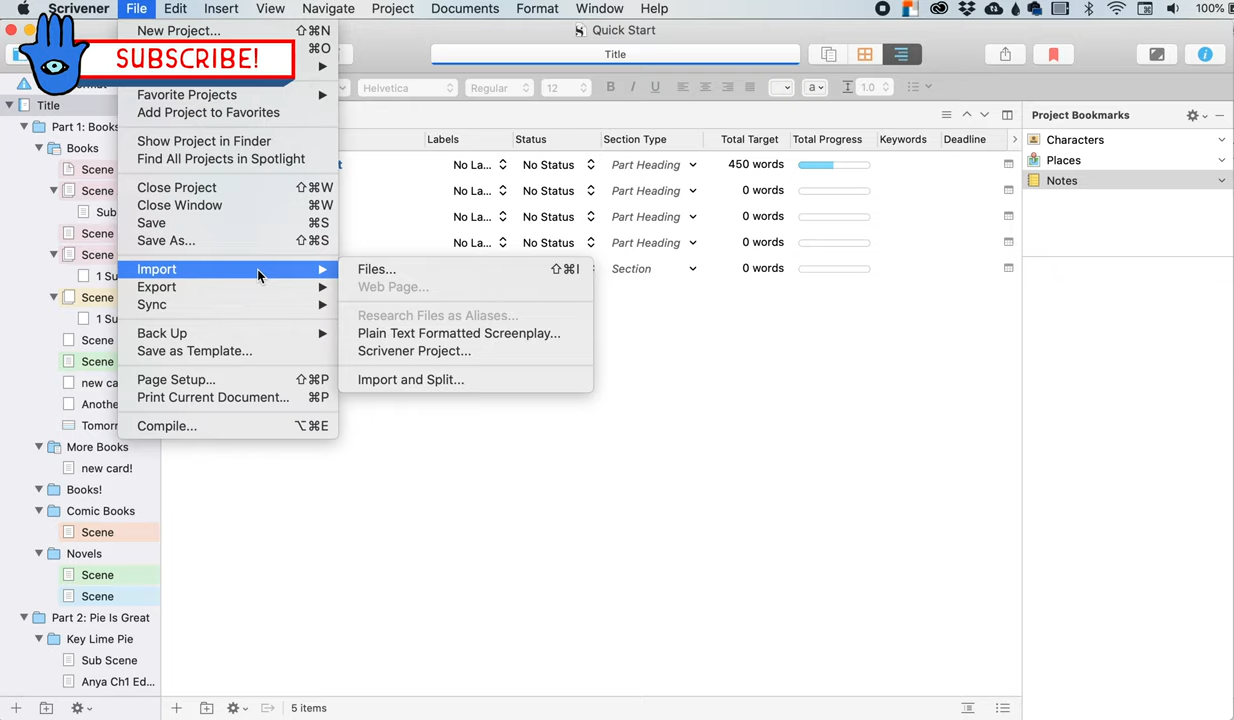 Scrivener File Edit Insert View Navigate Project Documents Format Window Help 100%
Quick Start
Title
SUBSCRIBE!
New Project... ⇧⌘N
⌘O
Favorite Projects
Add Project to Favorites
Show Project in Finder
Find All Projects in Spotlight
Close Project ⇧⌘W
Close Window ⌘W
Save ⌘S
Save As... ⇧⌘S
Import
Export
Sync
Back Up
Save as Template...
Page Setup... ⇧⌘P
Print Current Document... ⌘P
Compile... ⌥⌘E
Files... ⇧⌘I
Web Page...
Research Files as Aliases...
Plain Text Formatted Screenplay...
Scrivener Project...
Import and Split...
Helvetica Regular 12 B I U a 1.0
Title
Part 1: Books
Books
Scene
Scene
Sub
Scene
Scene
1 Su
Scene
1 Su
Scene
Scene
new ca
Anothe
Tomorr
More Books
new card!
Books!
Comic Books
Scene
Novels
Scene
Scene
Part 2: Pie Is Great
Key Lime Pie
Sub Scene
Anya Ch1 Ed...
Labels Status Section Type Total Target Total Progress Keywords Deadline
No La... No Status Part Heading 450 words
No La... No Status Part Heading 0 words
No La... No Status Part Heading 0 words
No La... No Status Part Heading 0 words
Section 0 words
5 items
Project Bookmarks
Characters
Places
Notes